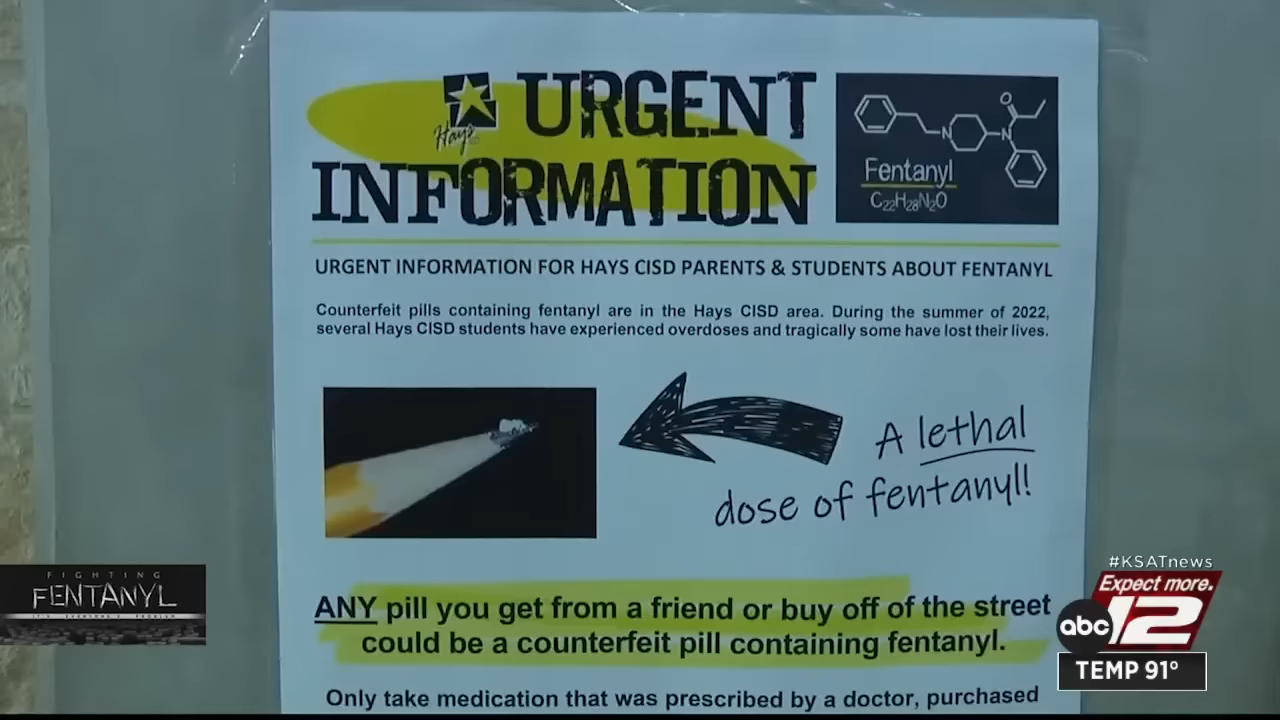 Hays
URGENT
INFORMATION
N
O
N
Fentanyl
C22H28N2O
URGENT INFORMATION FOR HAYS CISD PARENTS & STUDENTS ABOUT FENTANYL
Counterfeit pills containing fentanyl are in the Hays CISD area. During the summer of 2022,
several Hays CISD students have experienced overdoses and tragically some have lost their lives.
A lethal
dose of fentanyl!
ANY pill you get from a friend or buy off of the street
could be a counterfeit pill containing fentanyl.
Only take medication that was prescribed by a doctor, purchased
FIGHTING
FENTANYL
IT'S EVERYONE'S PROBLEM
#KSATnews
Expect more.
abc 12
TEMP 91°